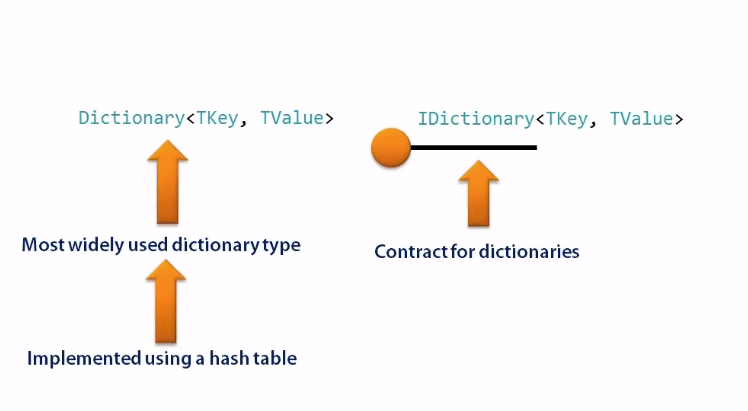 Dictionary<TKey, TValue>
IDictionary<TKey, TValue>
Most widely used dictionary type
Contract for dictionaries
Implemented using a hash table